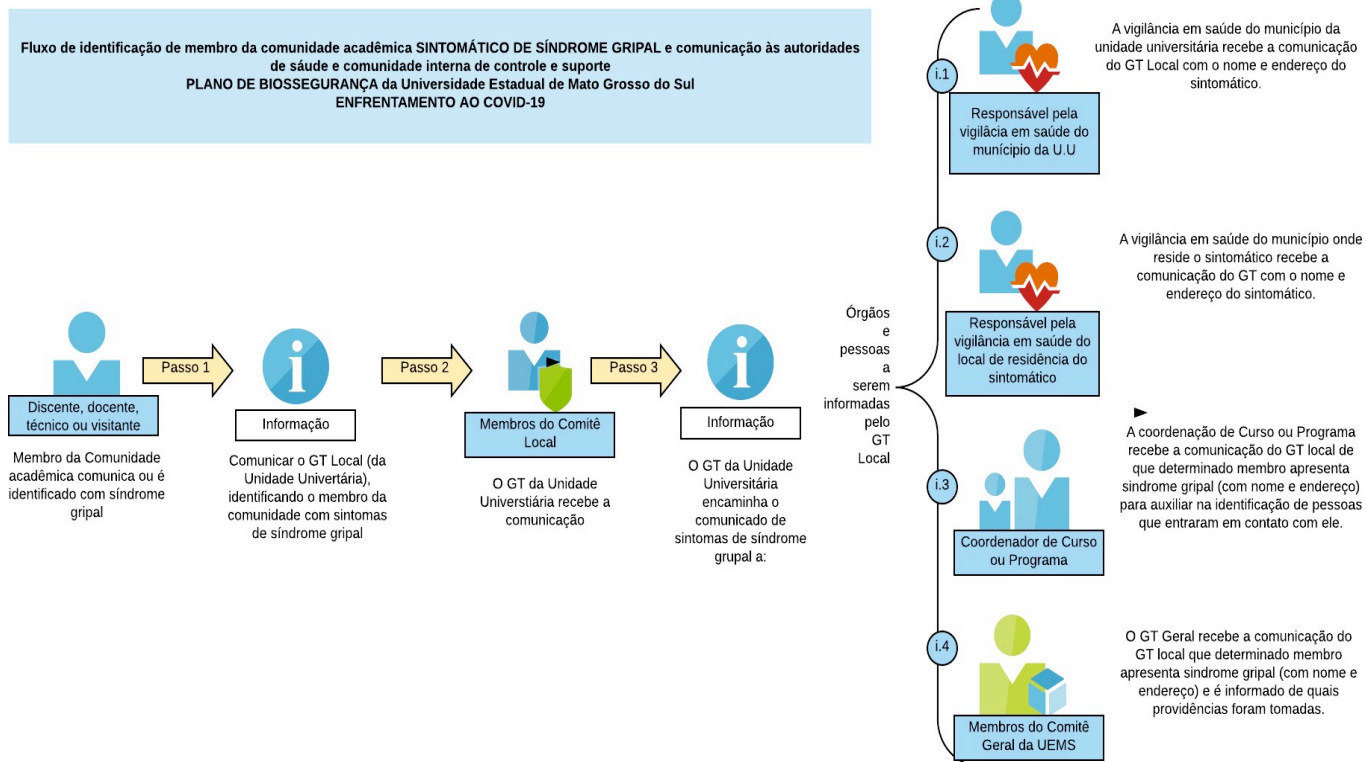 Fluxo de identificação de membro da comunidade acadêmica SINTOMÁTICO DE SÍNDROME GRIPAL e comunicação às autoridades
de sáude e comunidade interna de controle e suporte
PLANO DE BIOSSEGURANÇA da Universidade Estadual de Mato Grosso do Sul
ENFRENTAMENTO AO COVID-19
Discente, docente,
técnico ou visitante
Membro da Comunidade
acadêmica comunica ou é
identificado com síndrome
gripal
Passo 1
Informação
Comunicar o GT Local (da
Unidade Univertária),
identificando o membro da
comunidade com sintomas
de síndrome gripal
Passo 2
Membros do Comitê
Local
O GT da Unidade
Universtiária recebe a
comunicação
Passo 3
Informação
O GT da Unidade
Universitária
encaminha o
comunicado de
sintomas de síndrome
grupal a:
Órgãos
e
pessoas
a
serem
informadas
pelo
GT
Local
i.1
Responsável pela
vigilâcia em saúde do
munícipio da U.U
A vigilância em saúde do município da
unidade universitária recebe a comunicação
do GT Local com o nome e endereço do
sintomático.
i.2
Responsável pela
vigilância em saúde do
local de residência do
sintomático
A vigilância em saúde do município onde
reside o sintomático recebe a
comunicação do GT com o nome e
endereço do sintomático.
i.3
Coordenador de Curso
ou Programa
A coordenação de Curso ou Programa
recebe a comunicação do GT local de
que determinado membro apresenta
sindrome gripal (com nome e endereço)
para auxiliar na identificação de pessoas
que entraram em contato com ele.
i.4
Membros do Comitê
Geral da UEMS
O GT Geral recebe a comunicação do
GT local que determinado membro
apresenta sindrome gripal (com nome e
endereço) e é informado de quais
providências foram tomadas.